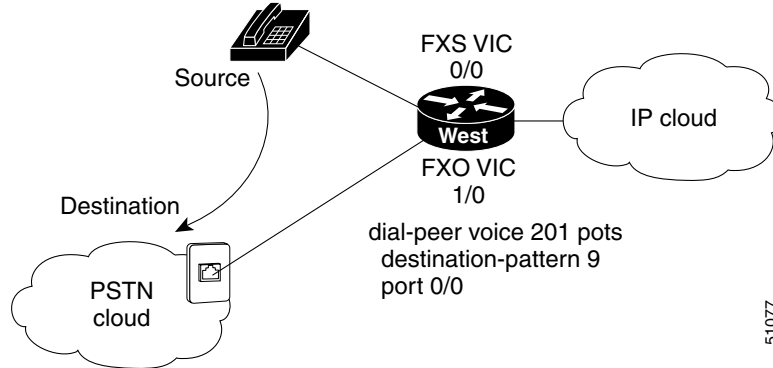 FXS VIC
0/0
Source
West
IP cloud
FXO VIC
1/0
Destination
dial-peer voice 201 pots
destination-pattern 9
port 0/0
PSTN
cloud
51077